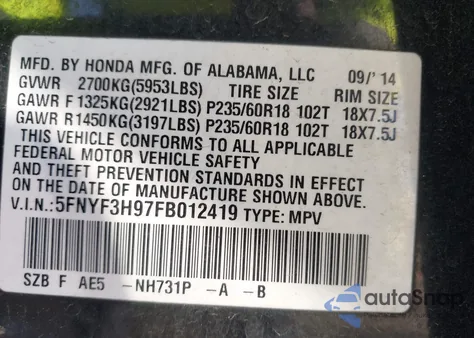 MFD. BY HONDA MFG. OF ALABAMA, LLC 09/'14
GVWR 2700KG(5953LBS) TIRE SIZE RIM SIZE
GAWR F 1325KG(2921LBS) P235/60R18 102T 18X7.5J
GAWR R1450KG(3197LBS) P235/60R18 102T 18X7.5J
THIS VEHICLE CONFORMS TO ALL APPLICABLE
FEDERAL MOTOR VEHICLE SAFETY
AND THEFT PREVENTION STANDARDS IN EFFECT
ON THE DATE OF MANUFACTURE SHOWN ABOVE.
V.I.N.:5FNYF3H97FB012419 TYPE: MPV
SZB F AE5 -NH731P -A -B
autoSnap